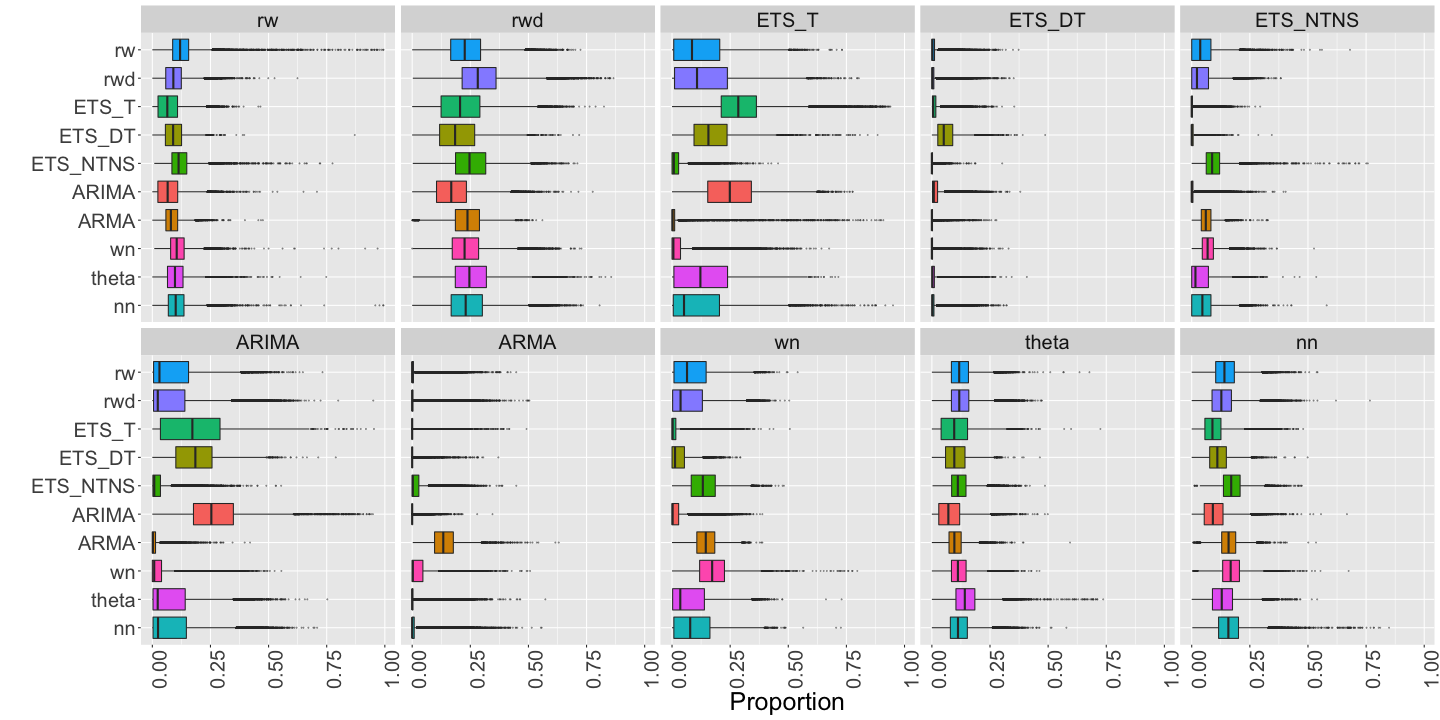 rw rwd ETS_T ETS_DT ETS_NTNS
rw
rwd
ETS_T
ETS_DT
ETS_NTNS
ARIMA
ARMA
wn
theta
nn
ARIMA ARMA wn theta nn
rw
rwd
ETS_T
ETS_DT
ETS_NTNS
ARIMA
ARMA
wn
theta
nn
0.00 0.25 0.50 0.75 1.00 0.00 0.25 0.50 0.75 1.00 0.00 0.25 0.50 0.75 1.00 0.00 0.25 0.50 0.75 1.00 0.00 0.25 0.50 0.75 1.00
Proportion